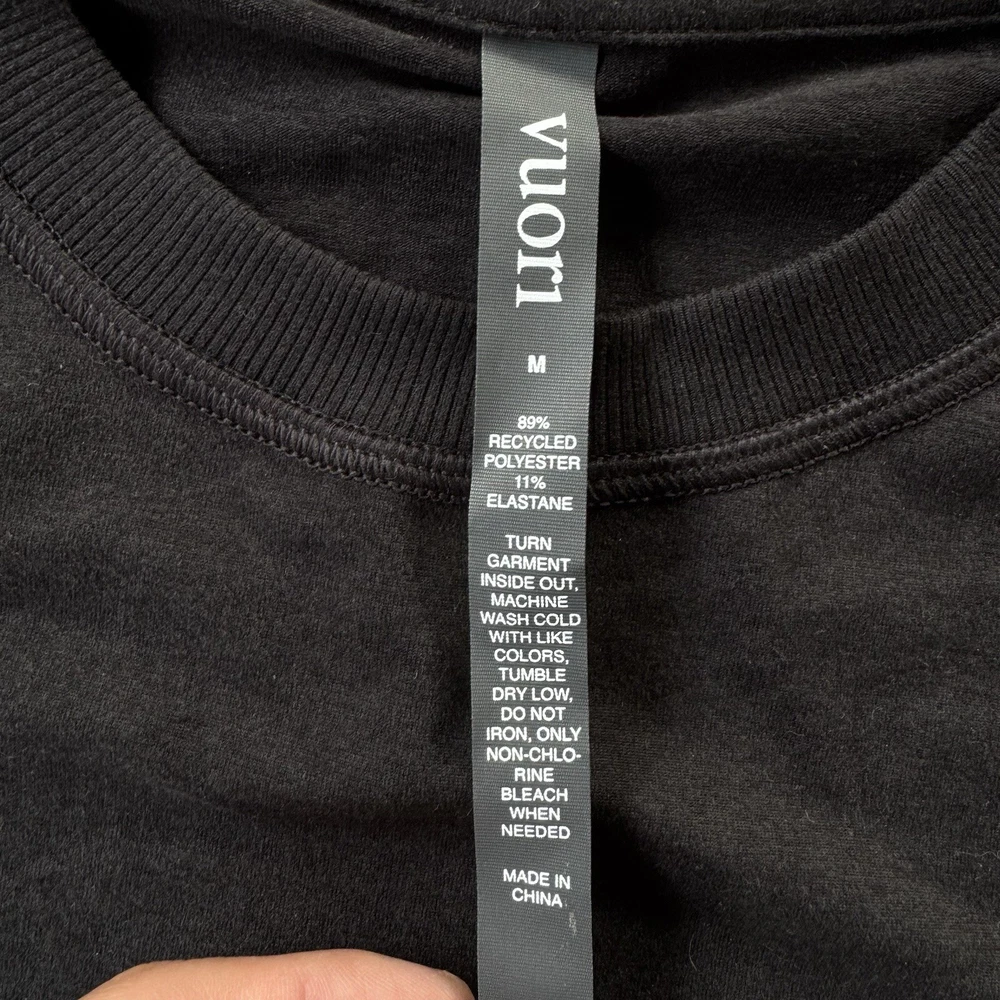 vuori
M
89%
RECYCLED
POLYESTER
11%
ELASTANE
TURN
GARMENT
INSIDE OUT,
MACHINE
WASH COLD
WITH LIKE
COLORS,
TUMBLE
DRY LOW,
DO NOT
IRON, ONLY
NON-CHLO-
RINE
BLEACH
WHEN
NEEDED
MADE IN
CHINA